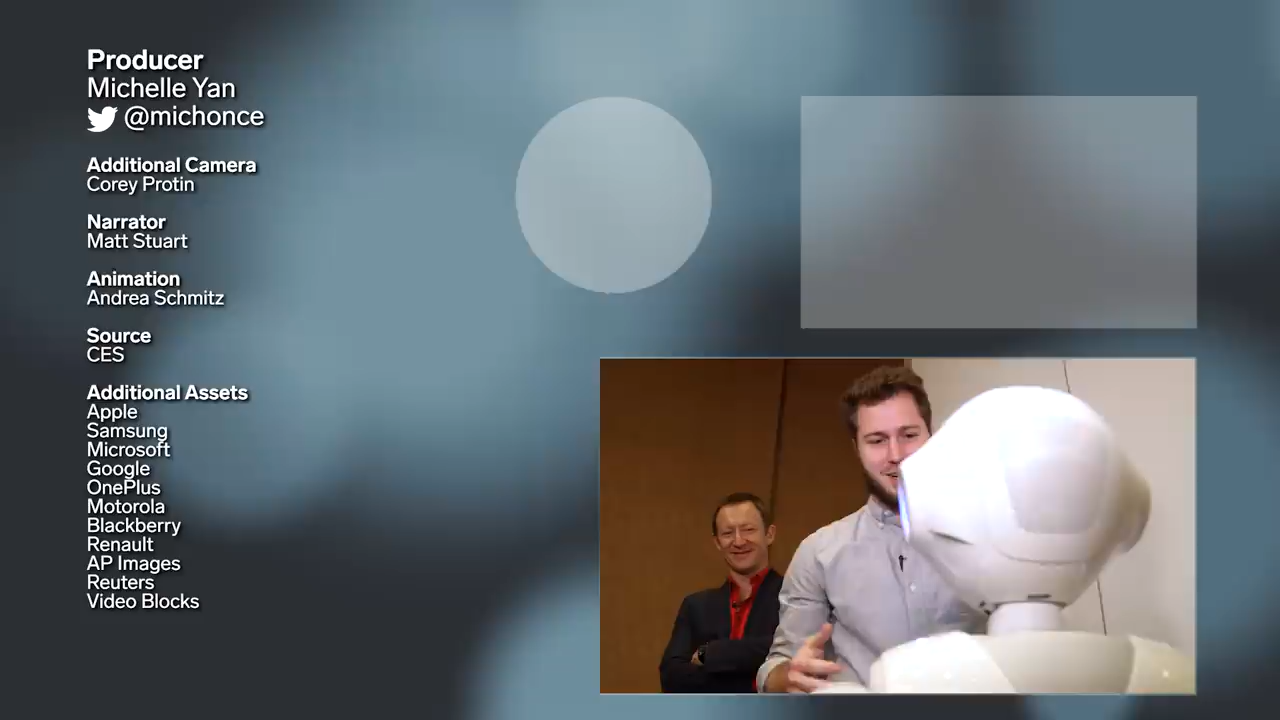 Producer
Michelle Yan
@michonce
Additional Camera
Corey Protin
Narrator
Matt Stuart
Animation
Andrea Schmitz
Source
CES
Additional Assets
Apple
Samsung
Microsoft
Google
OnePlus
Motorola
Blackberry
Renault
AP Images
Reuters
Video Blocks